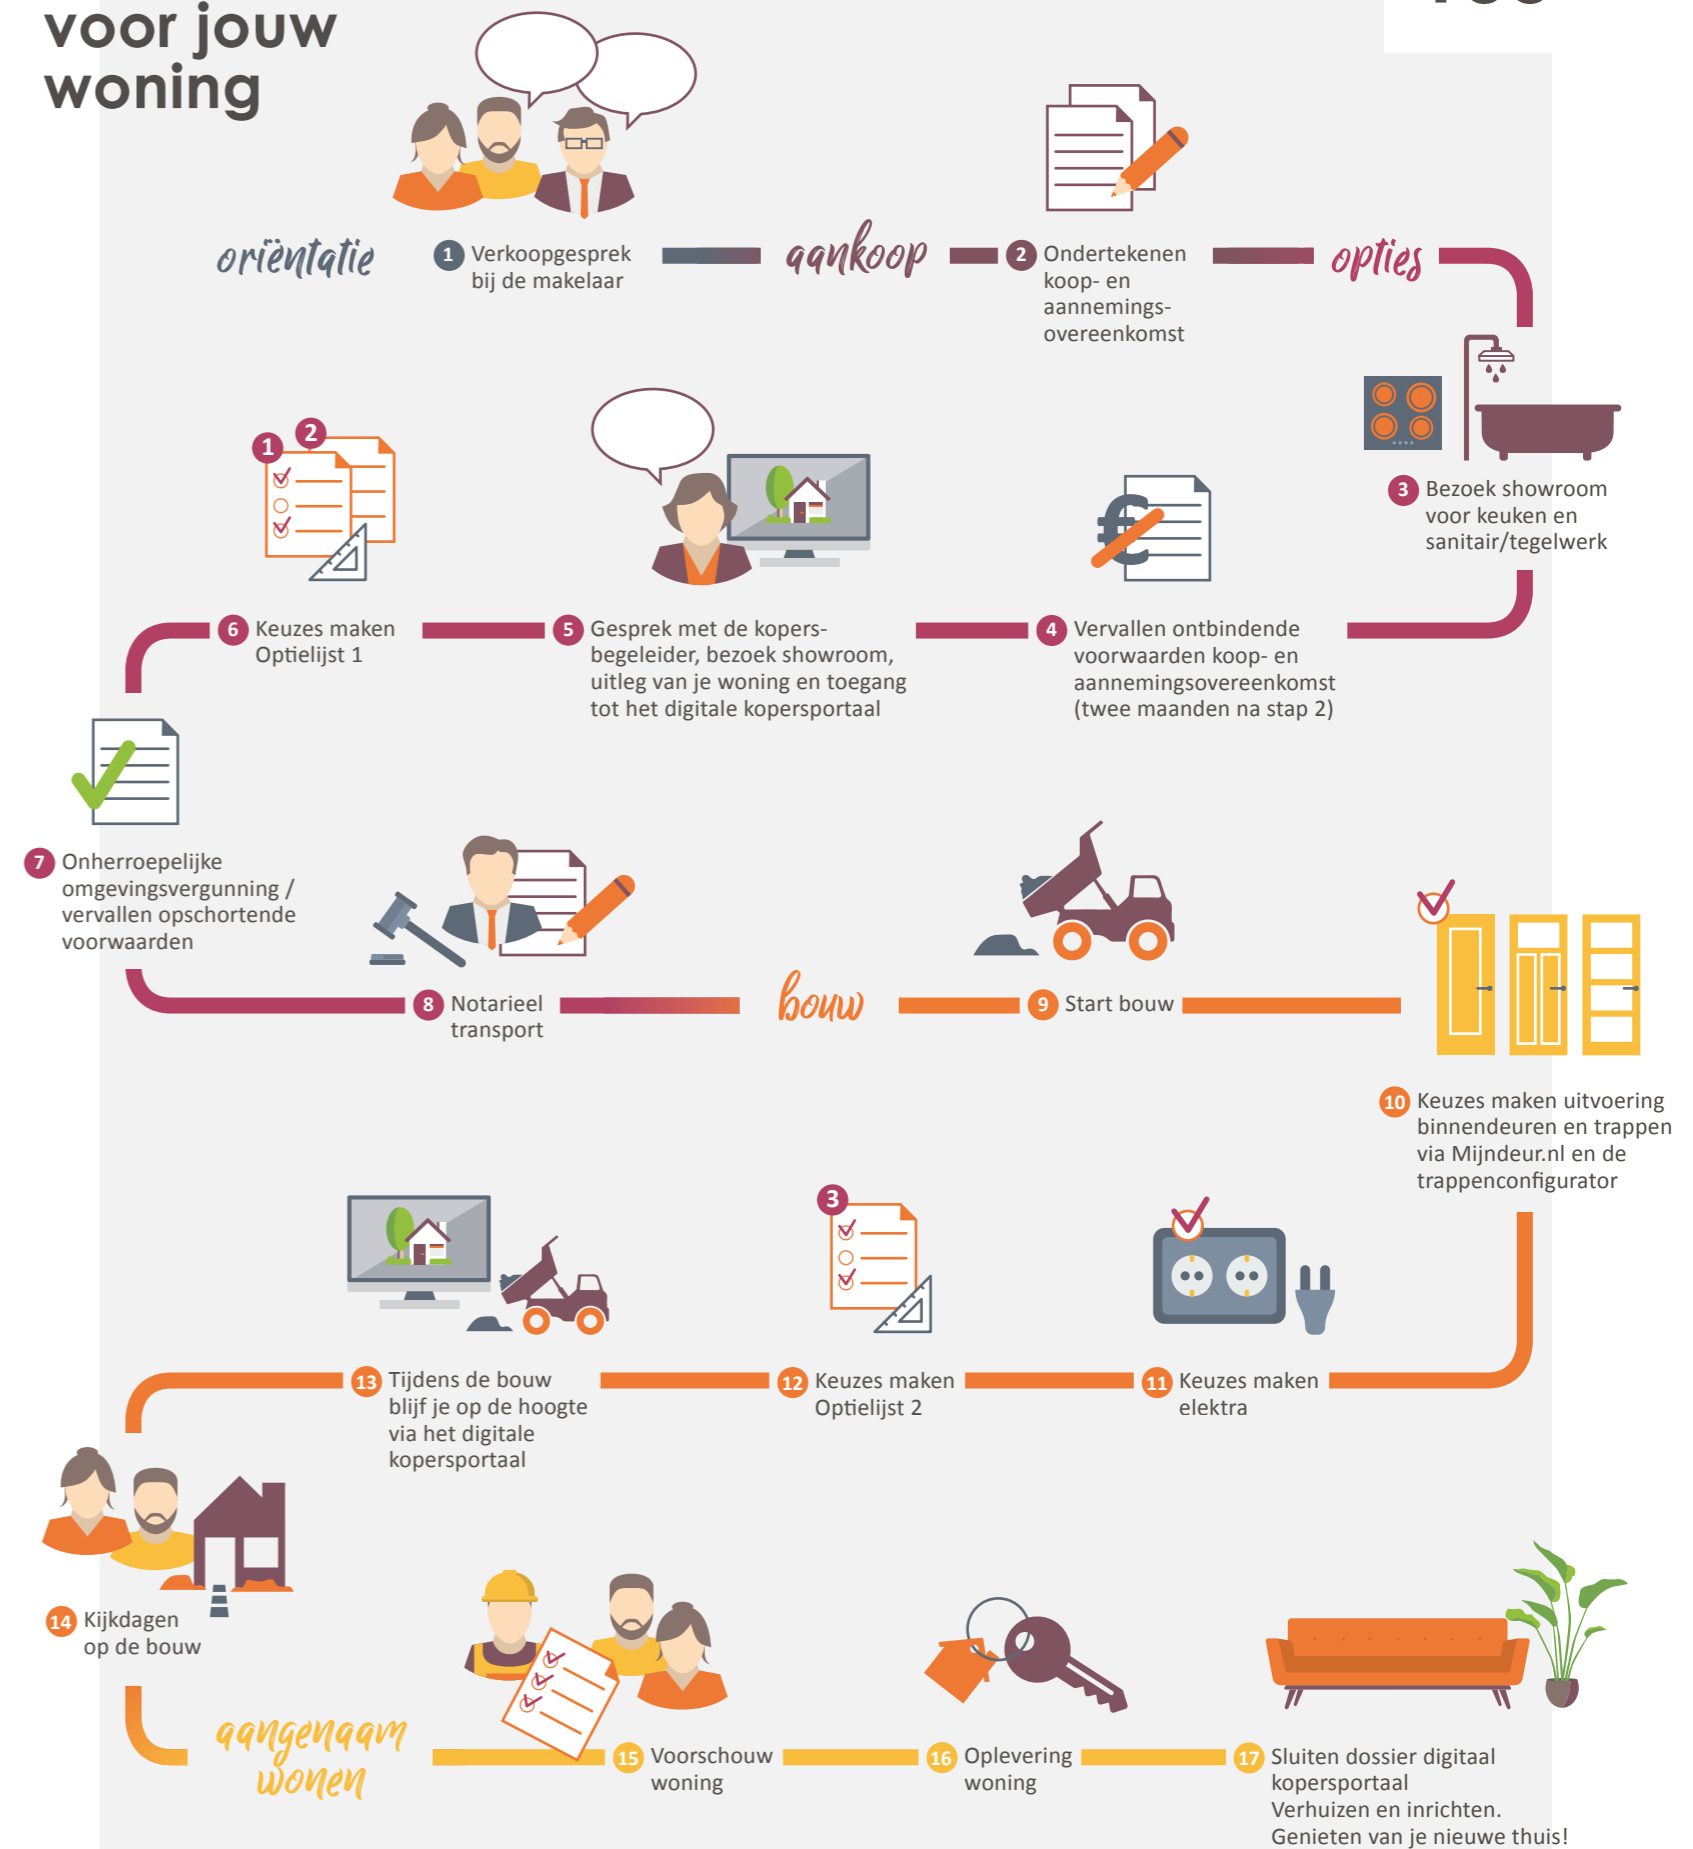 voor jouw
woning
oriëntatie
1 Verkoopgesprek
bij de makelaar
aankoop
2 Ondertekenen
koop- en
aannemings-
overeenkomst
opties
3 Bezoek showroom
voor keuken en
sanitair/tegelwerk
4 Vervallen ontbindende
voorwaarden koop- en
aannemingsovereenkomst
(twee maanden na stap 2)
5 Gesprek met de kopers-
begeleider, bezoek showroom,
uitleg van je woning en toegang
tot het digitale kopersportaal
1
2
6 Keuzes maken
Optielijst 1
7 Onherroepelijke
omgevingsvergunning /
vervallen opschortende
voorwaarden
8 Notarieel
transport
bouw
9 Start bouw
10 Keuzes maken uitvoering
binnendeuren en trappen
via Mijndeur.nl en de
trappenconfigurator
11 Keuzes maken
elektra
3
12 Keuzes maken
Optielijst 2
13 Tijdens de bouw
blijf je op de hoogte
via het digitale
kopersportaal
14 Kijkdagen
op de bouw
aangenaam
wonen
15 Voorschouw
woning
16 Oplevering
woning
17 Sluiten dossier digitaal
kopersportaal
Verhuizen en inrichten.
Genieten van je nieuwe thuis!